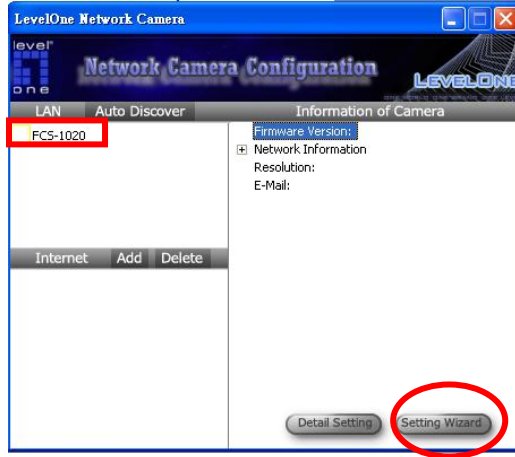 LevelOne Network Camera
level
one
Network Camera Configuration
LEVELONE
LAN Auto Discover
Information of Camera
FCS-1020
Firmware Version:
Network Information
Resolution:
E-Mail:
Internet Add Delete
Detail Setting
Setting Wizard